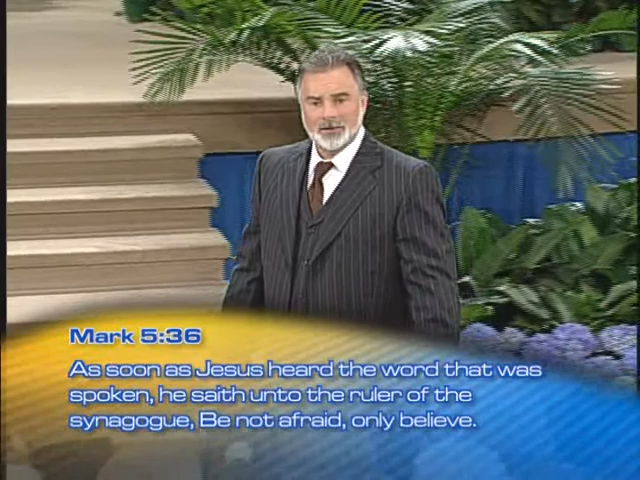 Mark 5:36
As soon as Jesus heard the word that was
spoken, he saith unto the ruler of the
synagogue, Be not afraid, only believe.